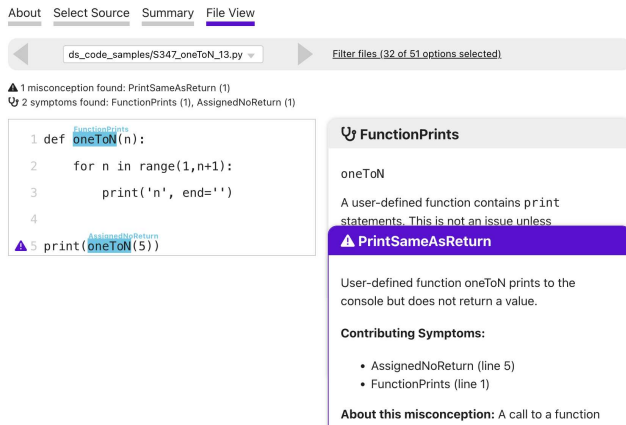 About Select Source Summary File View
ds_code_samples/S347_oneToN_13.py
Filter files (32 of 51 options selected)
1 misconception found: PrintSameAsReturn (1)
2 symptoms found: FunctionPrints (1), AssignedNoReturn (1)
FunctionPrints
1 def oneToN(n):
2 for n in range(1,n+1):
3 print('n', end='')
4
AssignedNoReturn
5 print(oneToN(5))
FunctionPrints
oneToN
A user-defined function contains print
statements. This is not an issue unless
PrintSameAsReturn
User-defined function oneToN prints to the
console but does not return a value.
Contributing Symptoms:
• AssignedNoReturn (line 5)
• FunctionPrints (line 1)
About this misconception: A call to a function